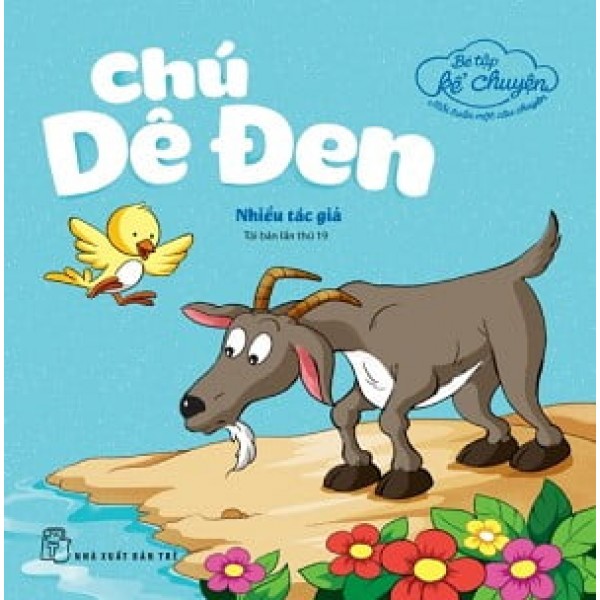 Chú
Dê Đen
Bé tập
kể chuyện
Mỗi tuần một câu chuyện
Nhiều tác giả
Tái bản lần thứ 19
NHÀ XUẤT BẢN TRẺ